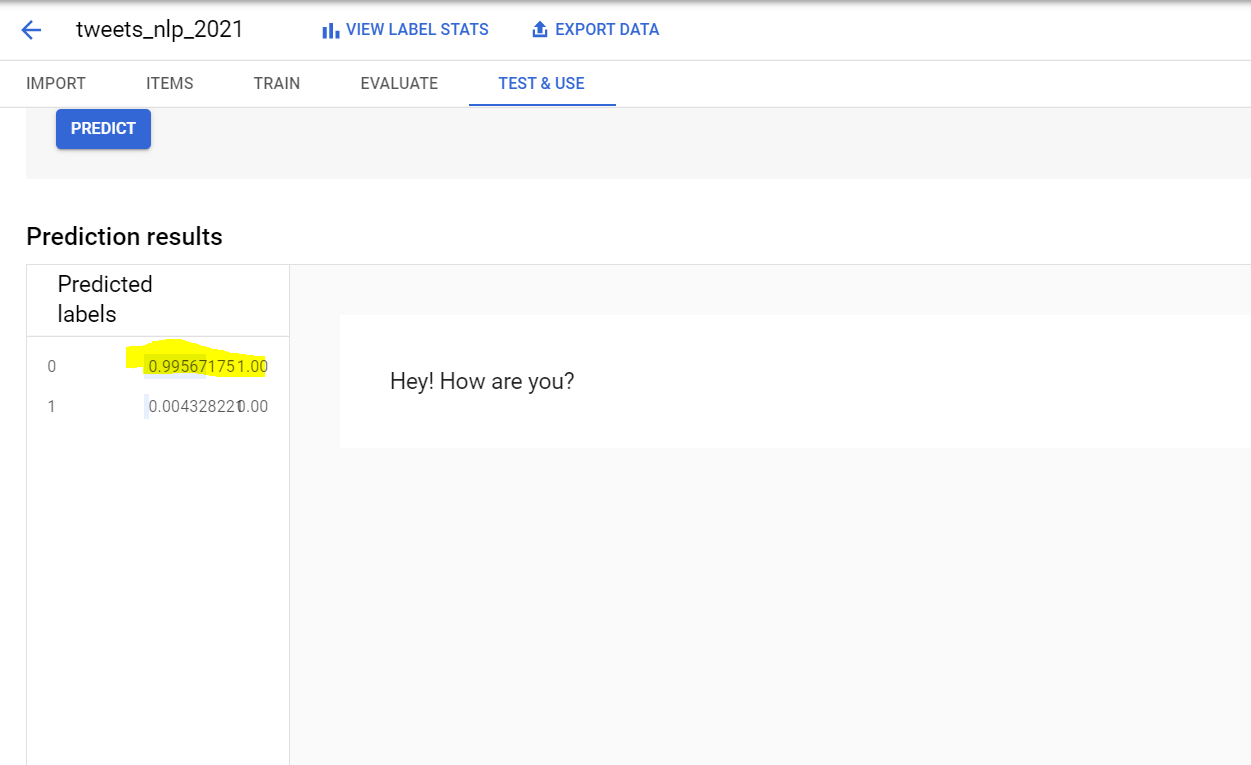 tweets_nlp_2021 VIEW LABEL STATS EXPORT DATA
IMPORT ITEMS TRAIN EVALUATE TEST & USE
PREDICT
Prediction results
Predicted
labels
0 0.99567175 1.00
1 0.004328221 0.00
Hey! How are you?